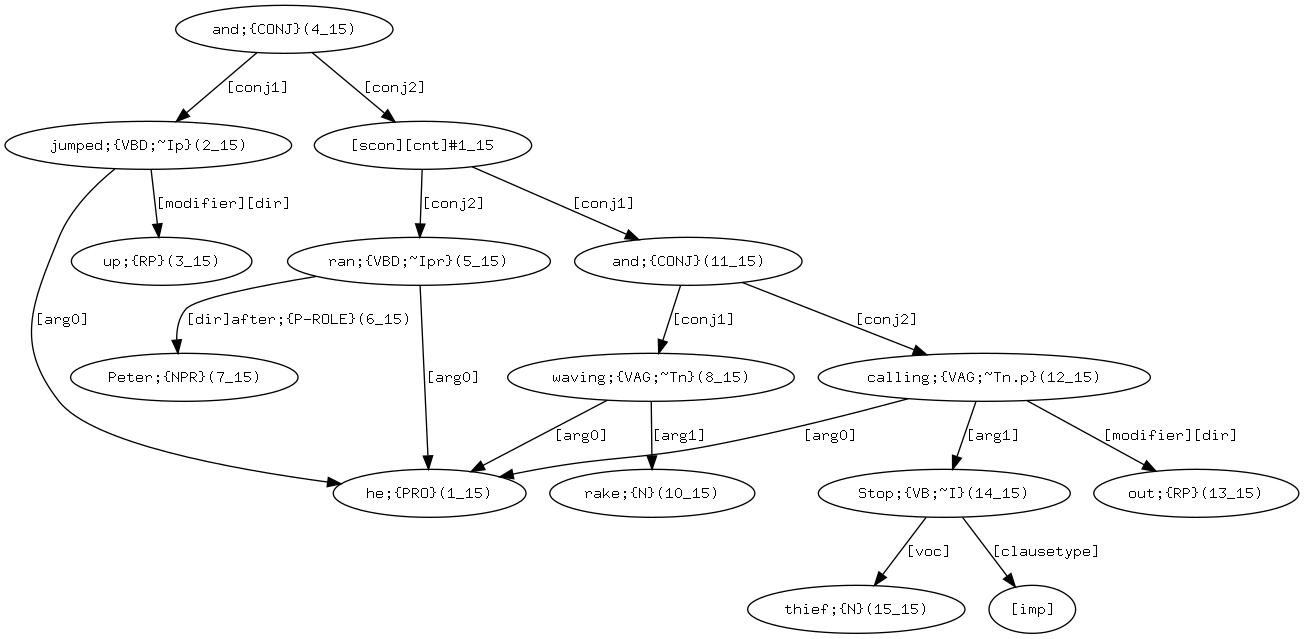 and;{CONJ}(4_15)
[conj1]
[conj2]
jumped;{VBD;~Ip}(2_15)
[scon][cnt]#1_15
[modifier][dir]
[conj2]
[conj1]
up;{RP}(3_15)
ran;{VBD;~Ipr}(5_15)
and;{CONJ}(11_15)
[arg0]
[dir]after;{P-ROLE}(6_15)
[conj1]
[conj2]
Peter;{NPR}(7_15)
[arg0]
waving;{VAG;~Tn}(8_15)
calling;{VAG;~Tn.p}(12_15)
[arg0]
[arg1]
[arg0]
[arg1]
[modifier][dir]
he;{PRO}(1_15)
rake;{N}(10_15)
Stop;{VB;~I}(14_15)
out;{RP}(13_15)
[voc]
[clausetype]
thief;{N}(15_15)
[imp]